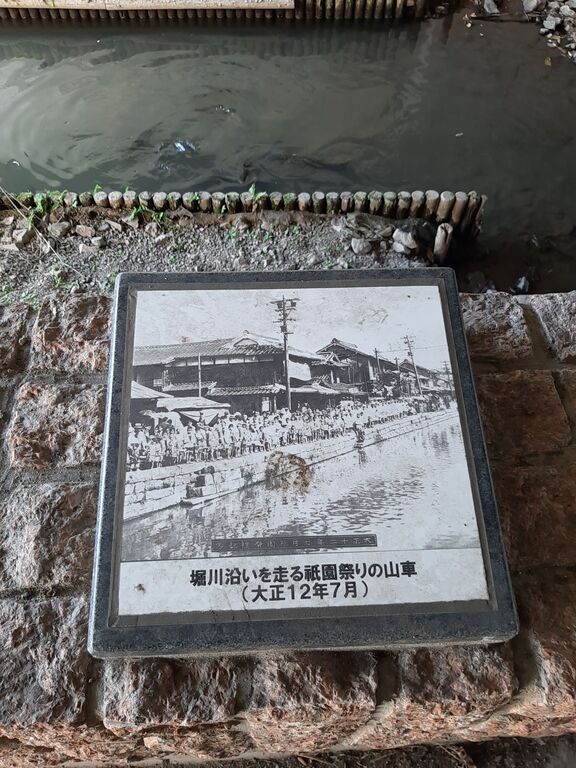 堀川沿いを走る祇園祭りの山車
（大正12年7月）